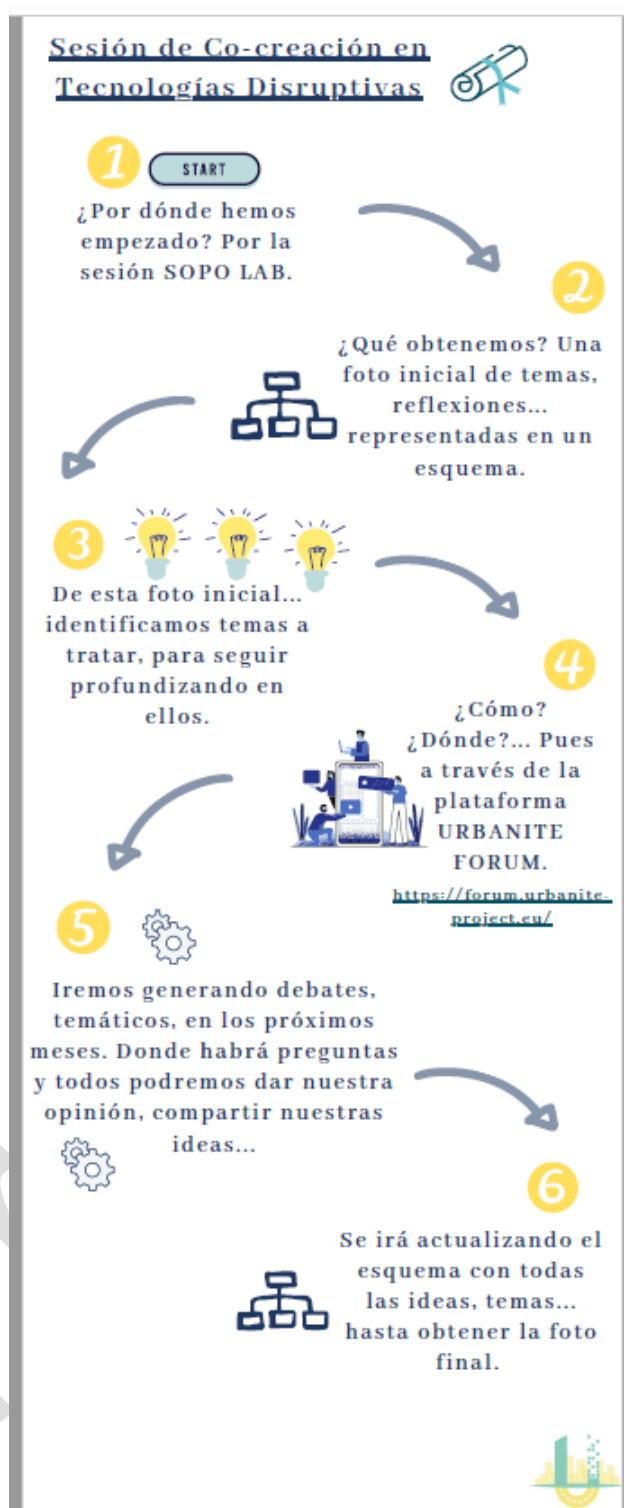 Sesión de Co-creación en
Tecnologías Disruptivas
1
START
¿Por dónde hemos
empezado? Por la
sesión SOPO LAB.
2
¿Qué obtenemos? Una
foto inicial de temas,
reflexiones...
representadas en un
esquema.
3
De esta foto inicial...
identificamos temas a
tratar, para seguir
profundizando en
ellos.
4
¿Cómo?
¿Dónde?... Pues
a través de la
plataforma
URBANITE
FORUM.
https://forum.urbanite-
project.eu/
5
Iremos generando debates,
temáticos, en los próximos
meses. Donde habrá preguntas
y todos podremos dar nuestra
opinión, compartir nuestras
ideas...
6
Se irá actualizando el
esquema con todas
las ideas, temas...
hasta obtener la foto
final.